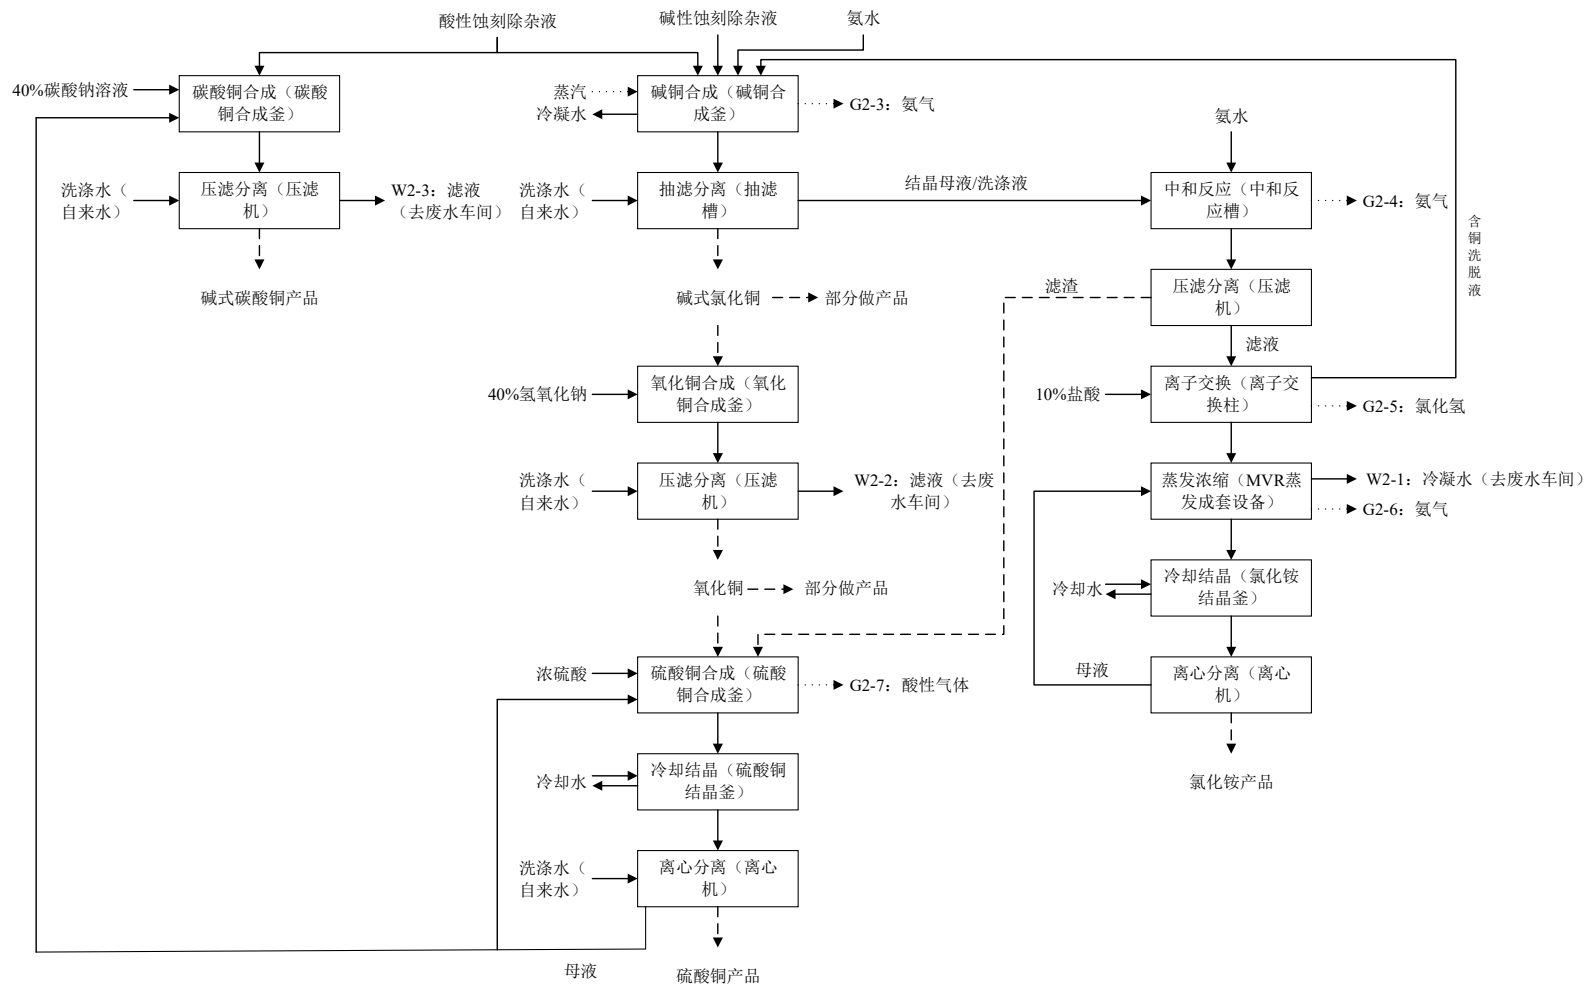 酸性蚀刻除杂液
碱性蚀刻除杂液
氨水
40%碳酸钠溶液
碳酸铜合成（碳酸
铜合成釜）
蒸汽
冷凝水
碱铜合成（碱铜合
成釜）
G2-3：氨气
氨水
洗涤水（
自来水）
压滤分离（压滤
机）
W2-3：滤液
（去废水车间）
洗涤水（
自来水）
抽滤分离（抽滤
槽）
结晶母液/洗涤液
中和反应（中和反
应槽）
G2-4：氨气
含
铜
洗
脱
液
碱式碳酸铜产品
碱式氯化铜
部分做产品
滤渣
压滤分离（压滤
机）
滤液
40%氢氧化钠
氧化铜合成（氧化
铜合成釜）
10%盐酸
离子交换（离子交
换柱）
G2-5：氯化氢
洗涤水（
自来水）
压滤分离（压滤
机）
W2-2：滤液（去废
水车间）
蒸发浓缩（MVR蒸
发成套设备）
W2-1：冷凝水（去废水车间）
G2-6：氨气
氧化铜
部分做产品
冷却水
冷却结晶（氯化铵
结晶釜）
浓硫酸
硫酸铜合成（硫酸
铜合成釜）
G2-7：酸性气体
母液
离心分离（离心
机）
冷却水
冷却结晶（硫酸铜
结晶釜）
氯化铵产品
洗涤水（
自来水）
离心分离（离心
机）
母液
硫酸铜产品